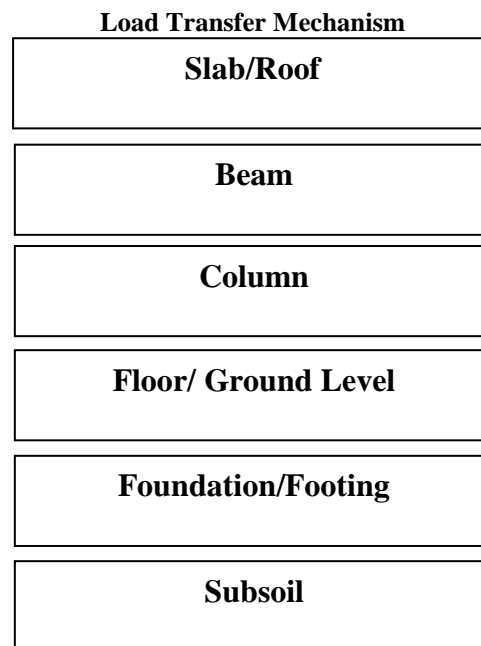 Load Transfer Mechanism
Slab/Roof
Beam
Column
Floor/ Ground Level
Foundation/Footing
Subsoil